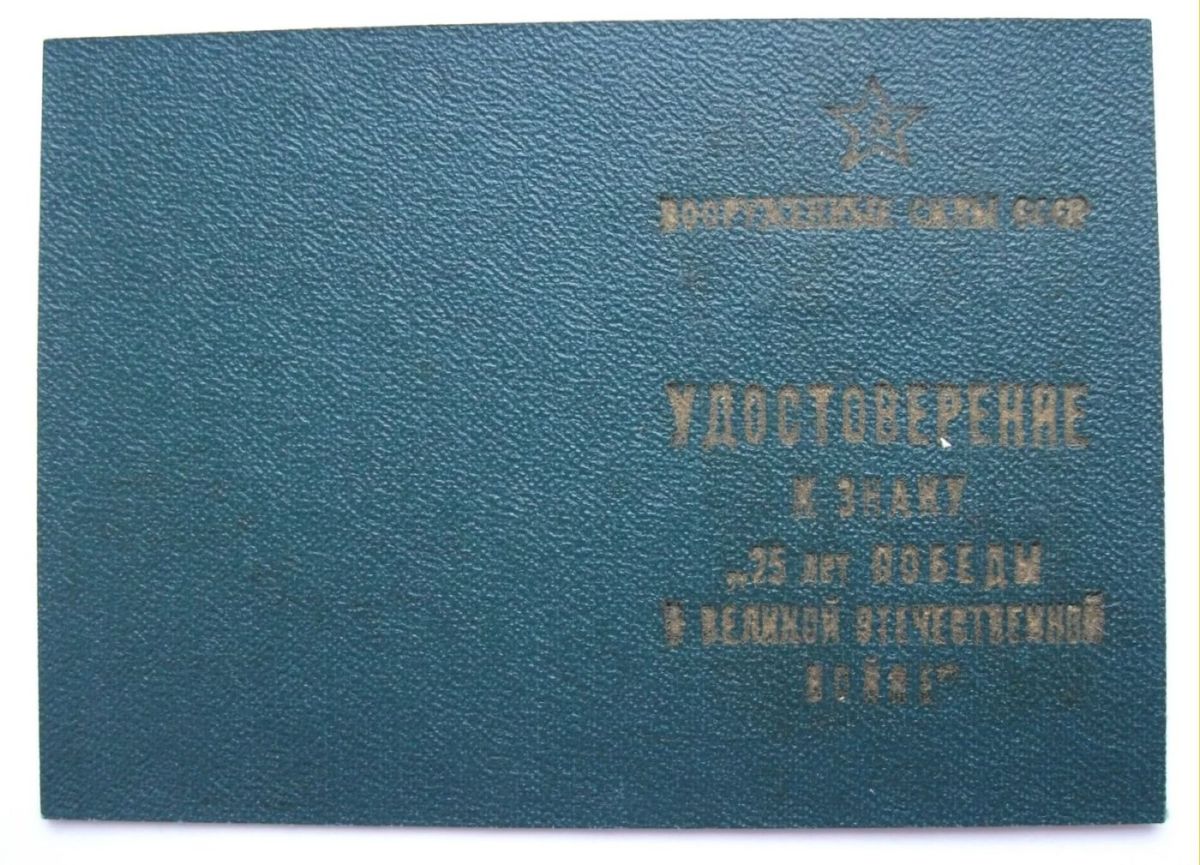 ВООРУЖЕННЫЕ СИЛЫ СССР
УДОСТОВЕРЕНИЕ
К ЗНАКУ
„25 лет ПОБЕДЫ
В ВЕЛИКОЙ ОТЕЧЕСТВЕННОЙ
ВОЙНЕ”